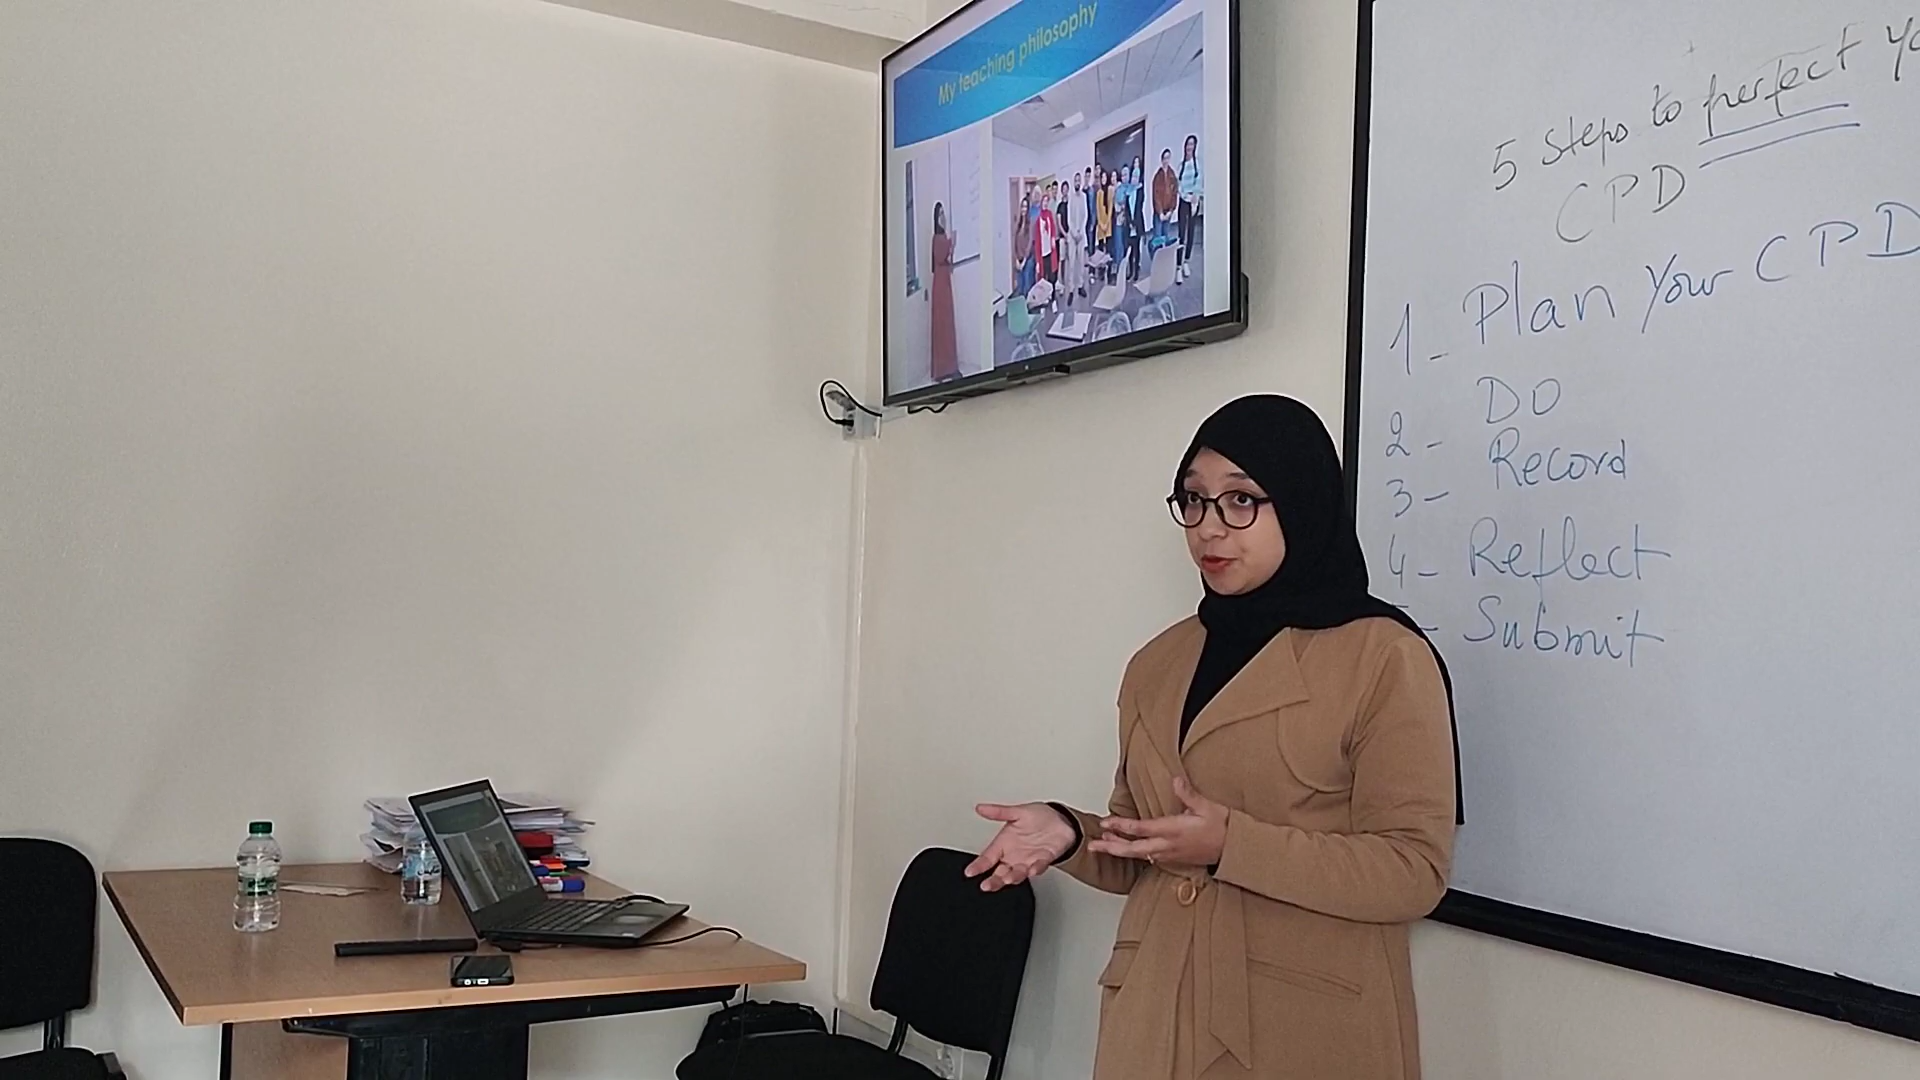 My teaching philosophy
5 Steps to perfect
CPD
1- Plan Your CPD
2- DO
3- Record
4- Reflect
- Submit